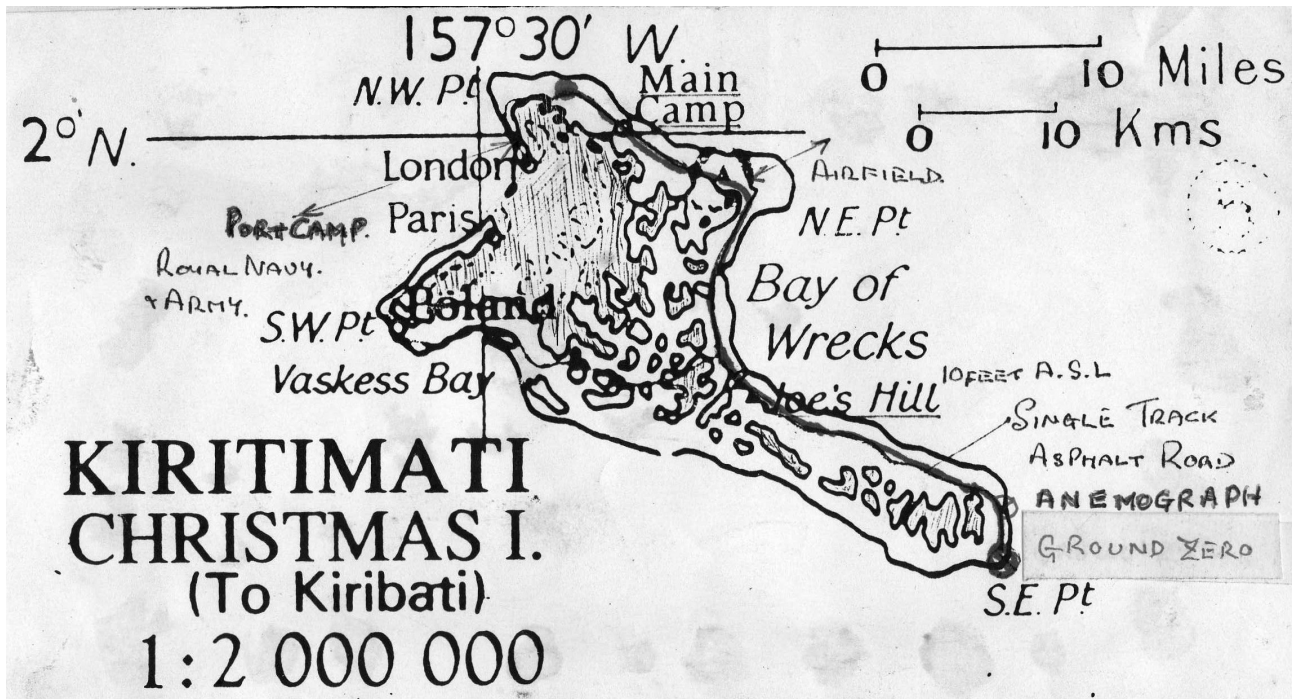 157°30' W.
N.W. Pt
Main
Camp
0 10 Miles
0 10 Kms
2° N.
London
AIRFIELD.
PORT CAMP.
Paris
N.E. Pt
ROYAL NAVY.
+ ARMY.
Poland
Bay of
Wrecks
S.W. Pt
Vaskess Bay
Joe's Hill
10 FEET A.S.L
SINGLE TRACK
ASPHALT ROAD
KIRITIMATI
CHRISTMAS I.
(To Kiribati)
1:2 000 000
ANEMOGRAPH
GROUND ZERO
S.E. Pt